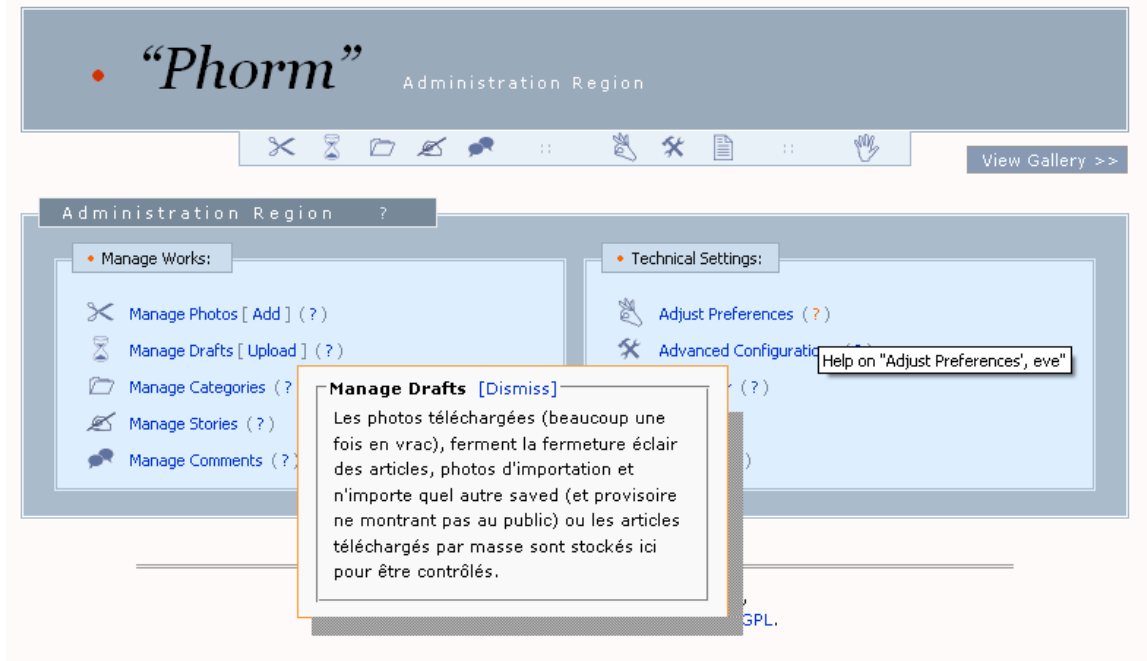 “Phorm” Administration Region
::
::
View Gallery >>
Administration Region ?
• Manage Works:
Manage Photos [ Add ] ( ? )
Manage Drafts [ Upload ] ( ? )
Manage Categories ( ?
Manage Stories ( ? )
Manage Comments ( ? )
• Technical Settings:
Adjust Preferences ( ? )
Advanced Configuratio
Help on "Adjust Preferences', eve"
( ? )
)
Manage Drafts [Dismiss]
Les photos téléchargées (beaucoup une
fois en vrac), ferment la fermeture éclair
des articles, photos d'importation et
n'importe quel autre saved (et provisoire
ne montrant pas au public) ou les articles
téléchargés par masse sont stockés ici
pour être contrôlés.
,
GPL.